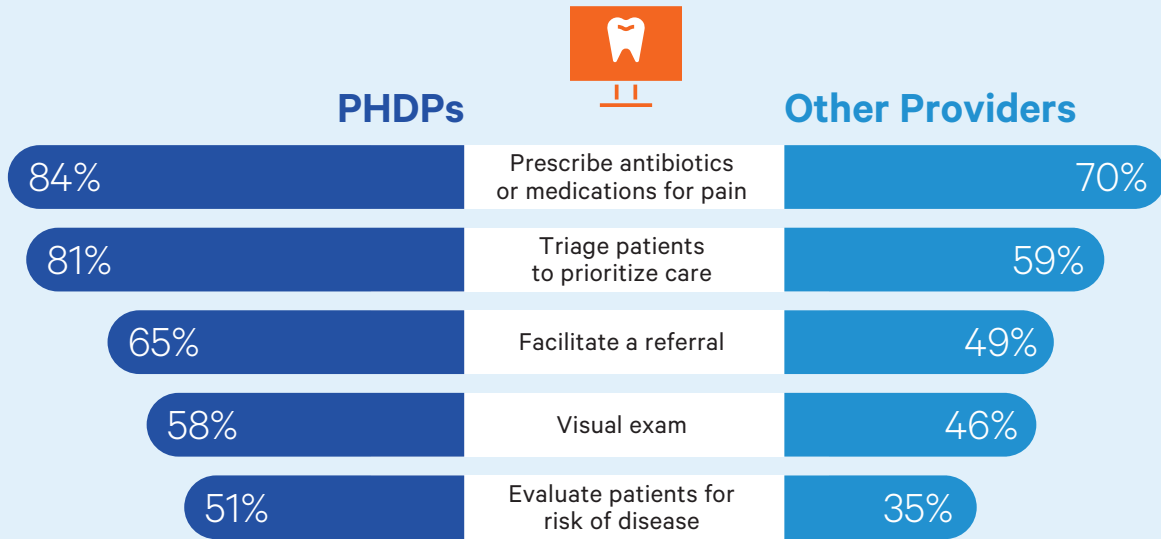 PHDPs
Other Providers
84%
Prescribe antibiotics
or medications for pain
70%
81%
Triage patients
to prioritize care
59%
65%
Facilitate a referral
49%
58%
Visual exam
46%
51%
Evaluate patients for
risk of disease
35%